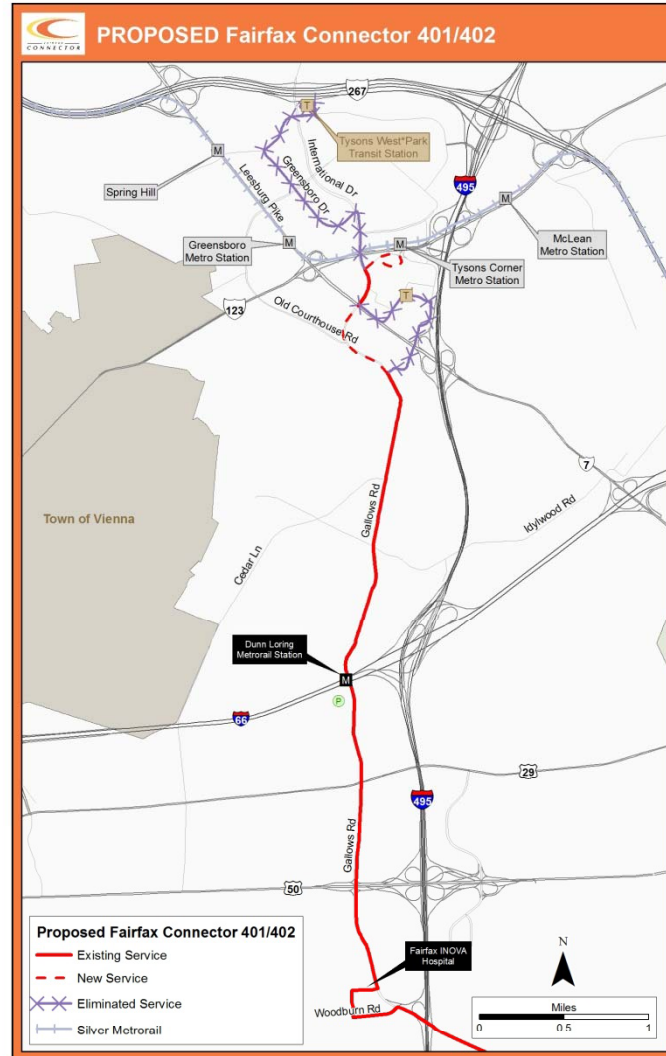 FAIRFAX
CONNECTOR
PROPOSED Fairfax Connector 401/402
267
T
Tysons West*Park
Transit Station
International Dr
Greensboro Dr
M
Spring Hill
Leesburg Pike
495
M
McLean
Metro Station
Greensboro
Metro Station
M
M
Tysons Corner
Metro Station
T
123
Old Courthouse Rd
7
Town of Vienna
Gallows Rd
Idylwood Rd
Cedar Ln
Dunn Loring
Metrorail Station
M
P
66
29
495
Gallows Rd
50
Fairfax INOVA
Hospital
Woodburn Rd
N
Miles
0 0.5 1
Proposed Fairfax Connector 401/402
Existing Service
New Service
Eliminated Service
Silver Metrorail